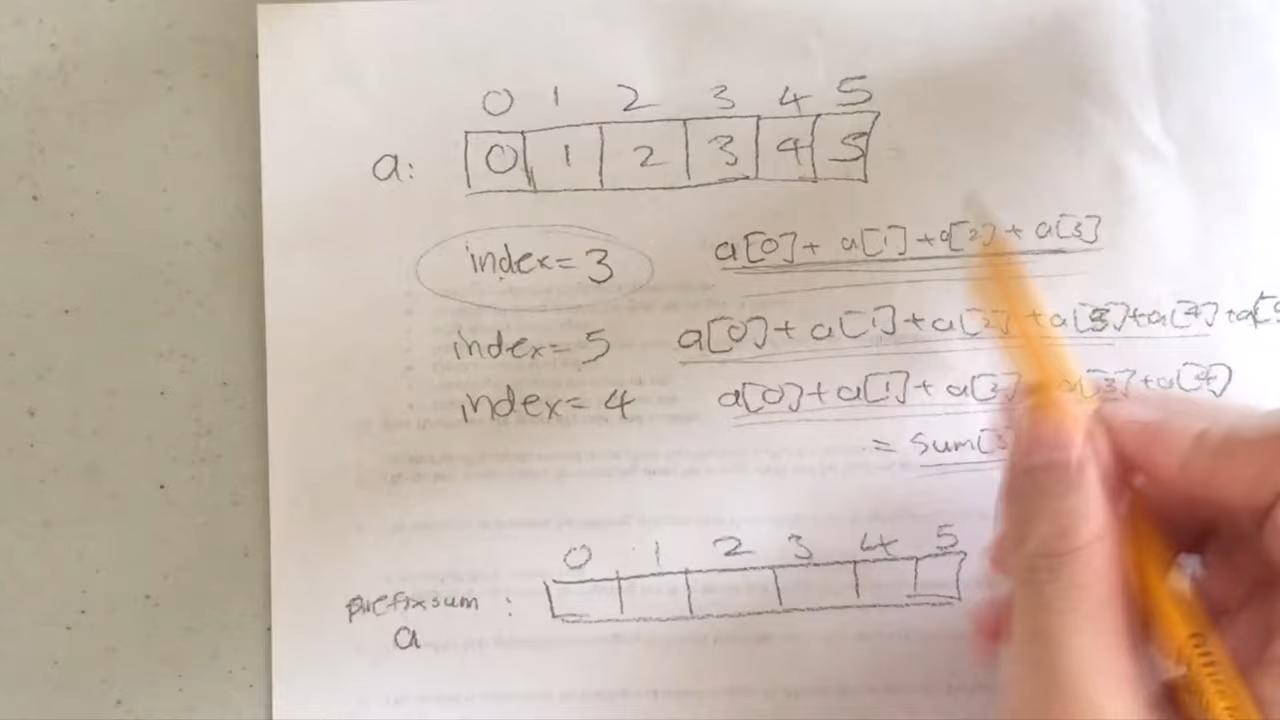 0 1 2 3 4 5
a: 0 1 2 3 4 5
index=3 a[0]+ a[1]+a[2]+ a[3]
index=5 a[0]+a[1]+a[2]+a[3]+a[4]+a[
index=4 a[0]+a[1]+a[2] a[3]+a[4]
= sum[3
0 1 2 3 4 5
prefixsum :
a